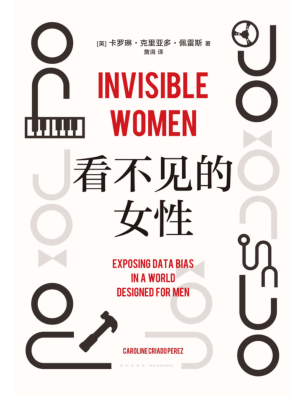 [英] 卡罗琳·克里亚多·佩雷斯 著
詹涓 译
INVISIBLE
WOMEN
看不见的
女性
EXPOSING DATA BIAS
IN A WORLD
DESIGNED FOR MEN
CAROLINE CRIADO PEREZ